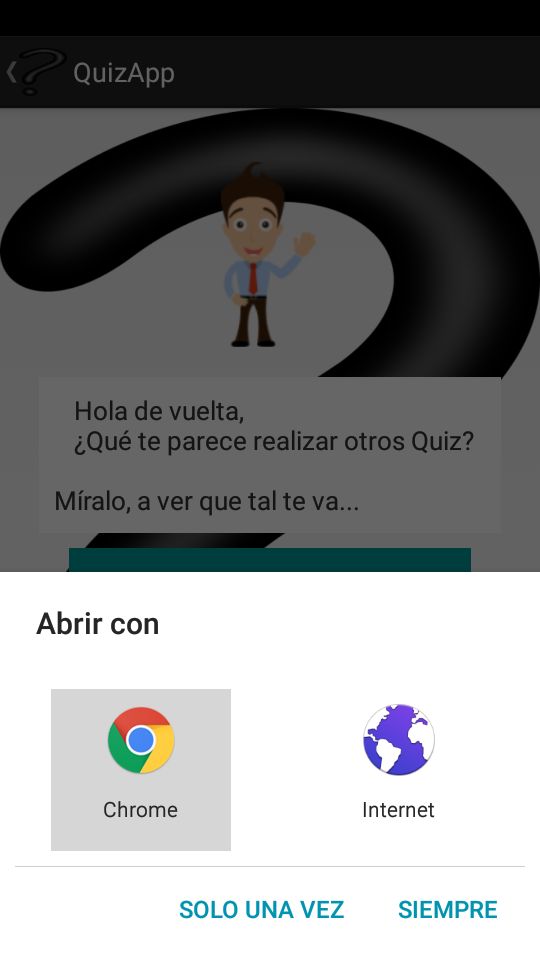 QuizApp
Hola de vuelta,
¿Qué te parece realizar otros Quiz?
Míralo, a ver que tal te va...
Abrir con
Chrome
Internet
SOLO UNA VEZ
SIEMPRE